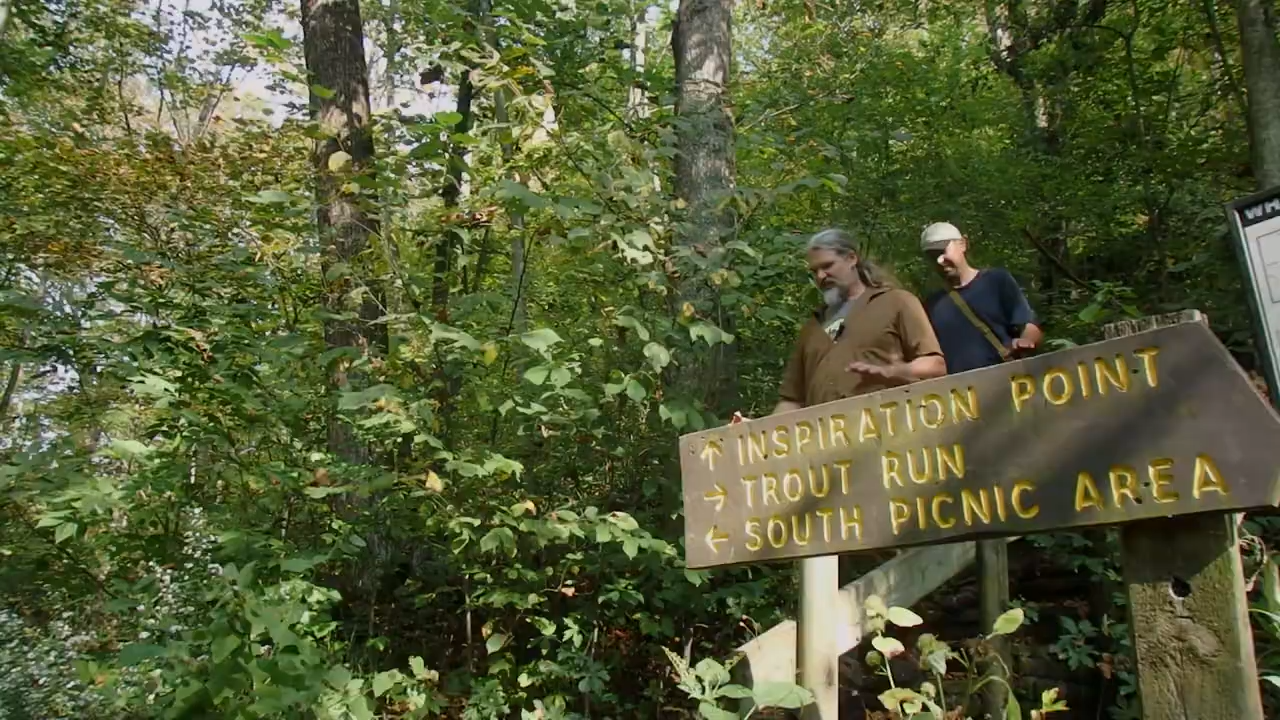 ↑ INSPIRATION POINT
→ TROUT RUN
← SOUTH PICNIC AREA